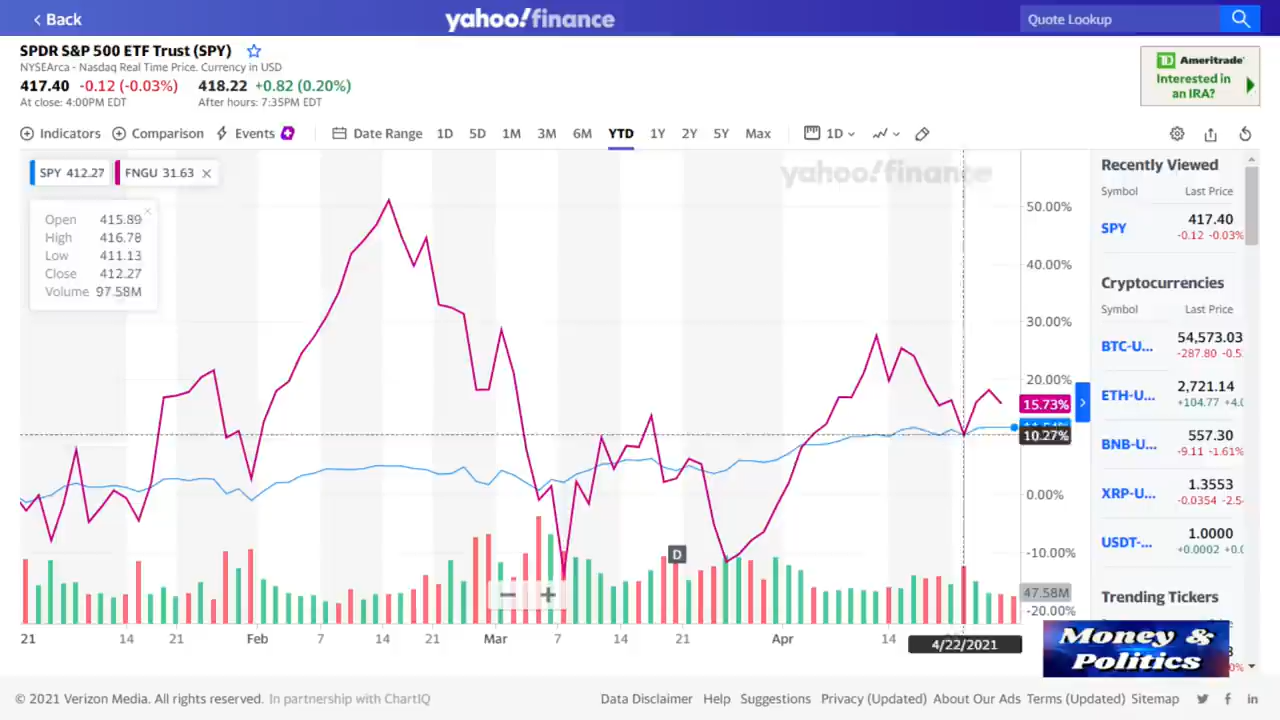 Back
yahoo!finance
Quote Lookup
SPDR S&P 500 ETF Trust (SPY)
NYSEArca - Nasdaq Real Time Price. Currency in USD
417.40 -0.12 (-0.03%) 418.22 +0.82 (0.20%)
At close: 4:00PM EDT After hours: 7:35PM EDT
TD Ameritrade
Interested in
an IRA?
Indicators Comparison Events Date Range 1D 5D 1M 3M 6M YTD 1Y 2Y 5Y Max 1D
yahoo!finance
SPY 412.27 FNGU 31.63
Open 415.89
High 416.78
Low 411.13
Close 412.27
Volume 97.58M
50.00%
40.00%
30.00%
20.00%
15.73%
10.27%
0.00%
-10.00%
47.58M
-20.00%
D
21 14 21 Feb 7 14 21 Mar 7 14 21 Apr 14
4/22/2021
Recently Viewed
Symbol Last Price
SPY 417.40
-0.12 -0.03%
Cryptocurrencies
Symbol Last Price
BTC-U... 54,573.03
-287.80 -0.5
ETH-U... 2,721.14
+104.77 +4.0
BNB-U... 557.30
-9.11 -1.61%
XRP-U... 1.3553
-0.0354 -2.5
USDT-... 1.0000
+0.0002 +0.0
Trending Tickers
Money &
Politics
© 2021 Verizon Media. All rights reserved. In partnership with ChartIQ
Data Disclaimer Help Suggestions Privacy (Updated) About Our Ads Terms (Updated) Sitemap